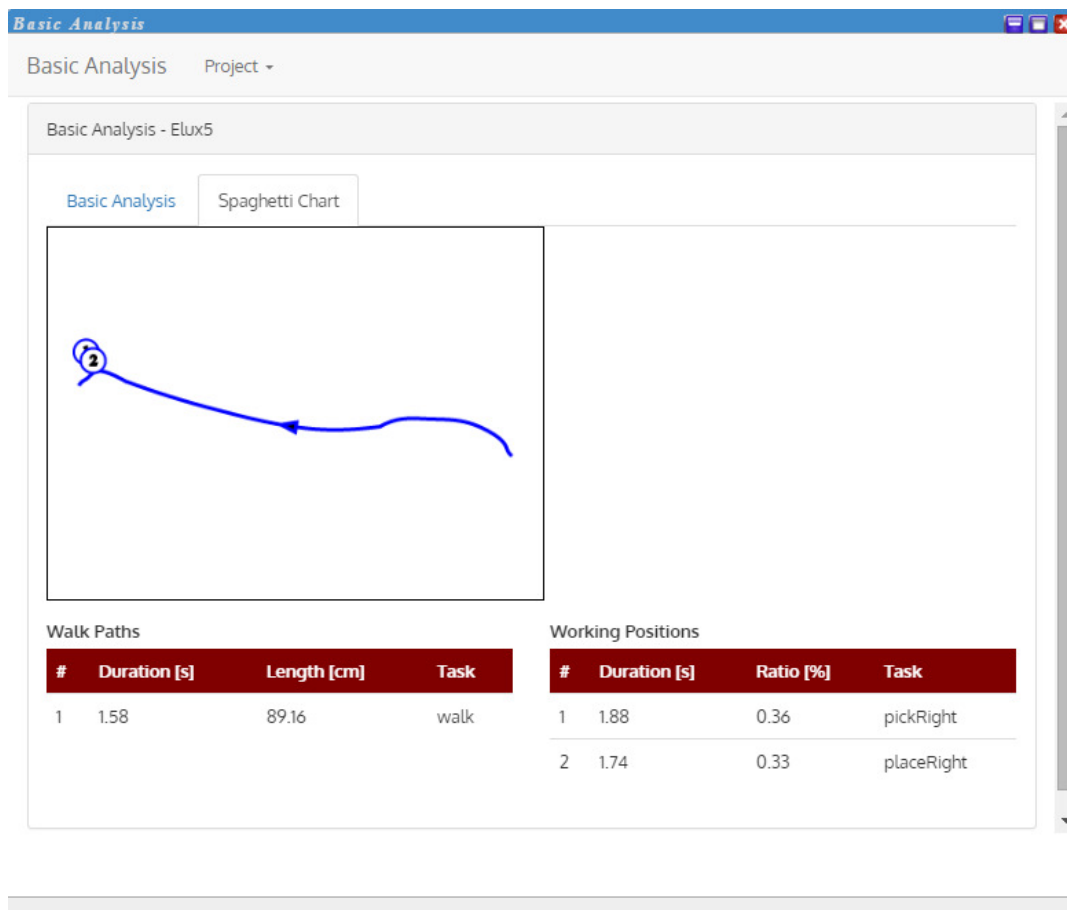 Basic Analysis
Basic Analysis Project
Basic Analysis - Elux5
Basic Analysis Spaghetti Chart
2
Walk Paths
# Duration [s] Length [cm] Task
1 1.58 89.16 walk
Working Positions
# Duration [s] Ratio [%] Task
1 1.88 0.36 pickRight
2 1.74 0.33 placeRight